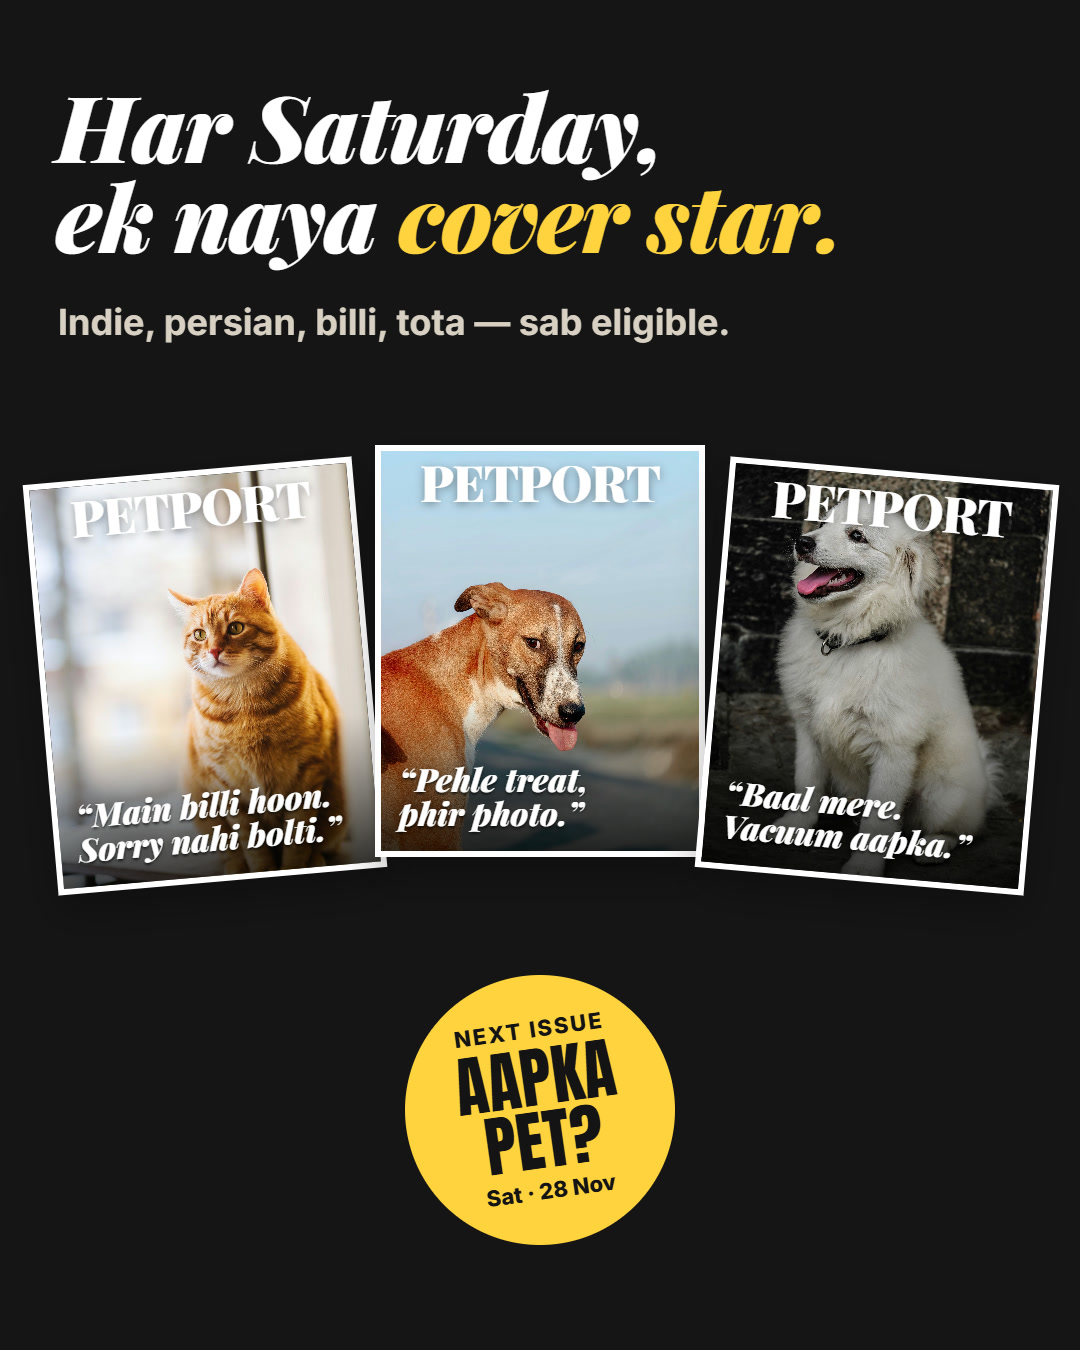 Har Saturday,
ek naya cover star.
Indie, persian, billi, tota — sab eligible.
PETPORT
“Main billi hoon.
Sorry nahi bolti.”
PETPORT
“Pehle treat,
phir photo.”
PETPORT
“Baal mere.
Vacuum aapka.”
NEXT ISSUE
AAPKA
PET?
Sat · 28 Nov